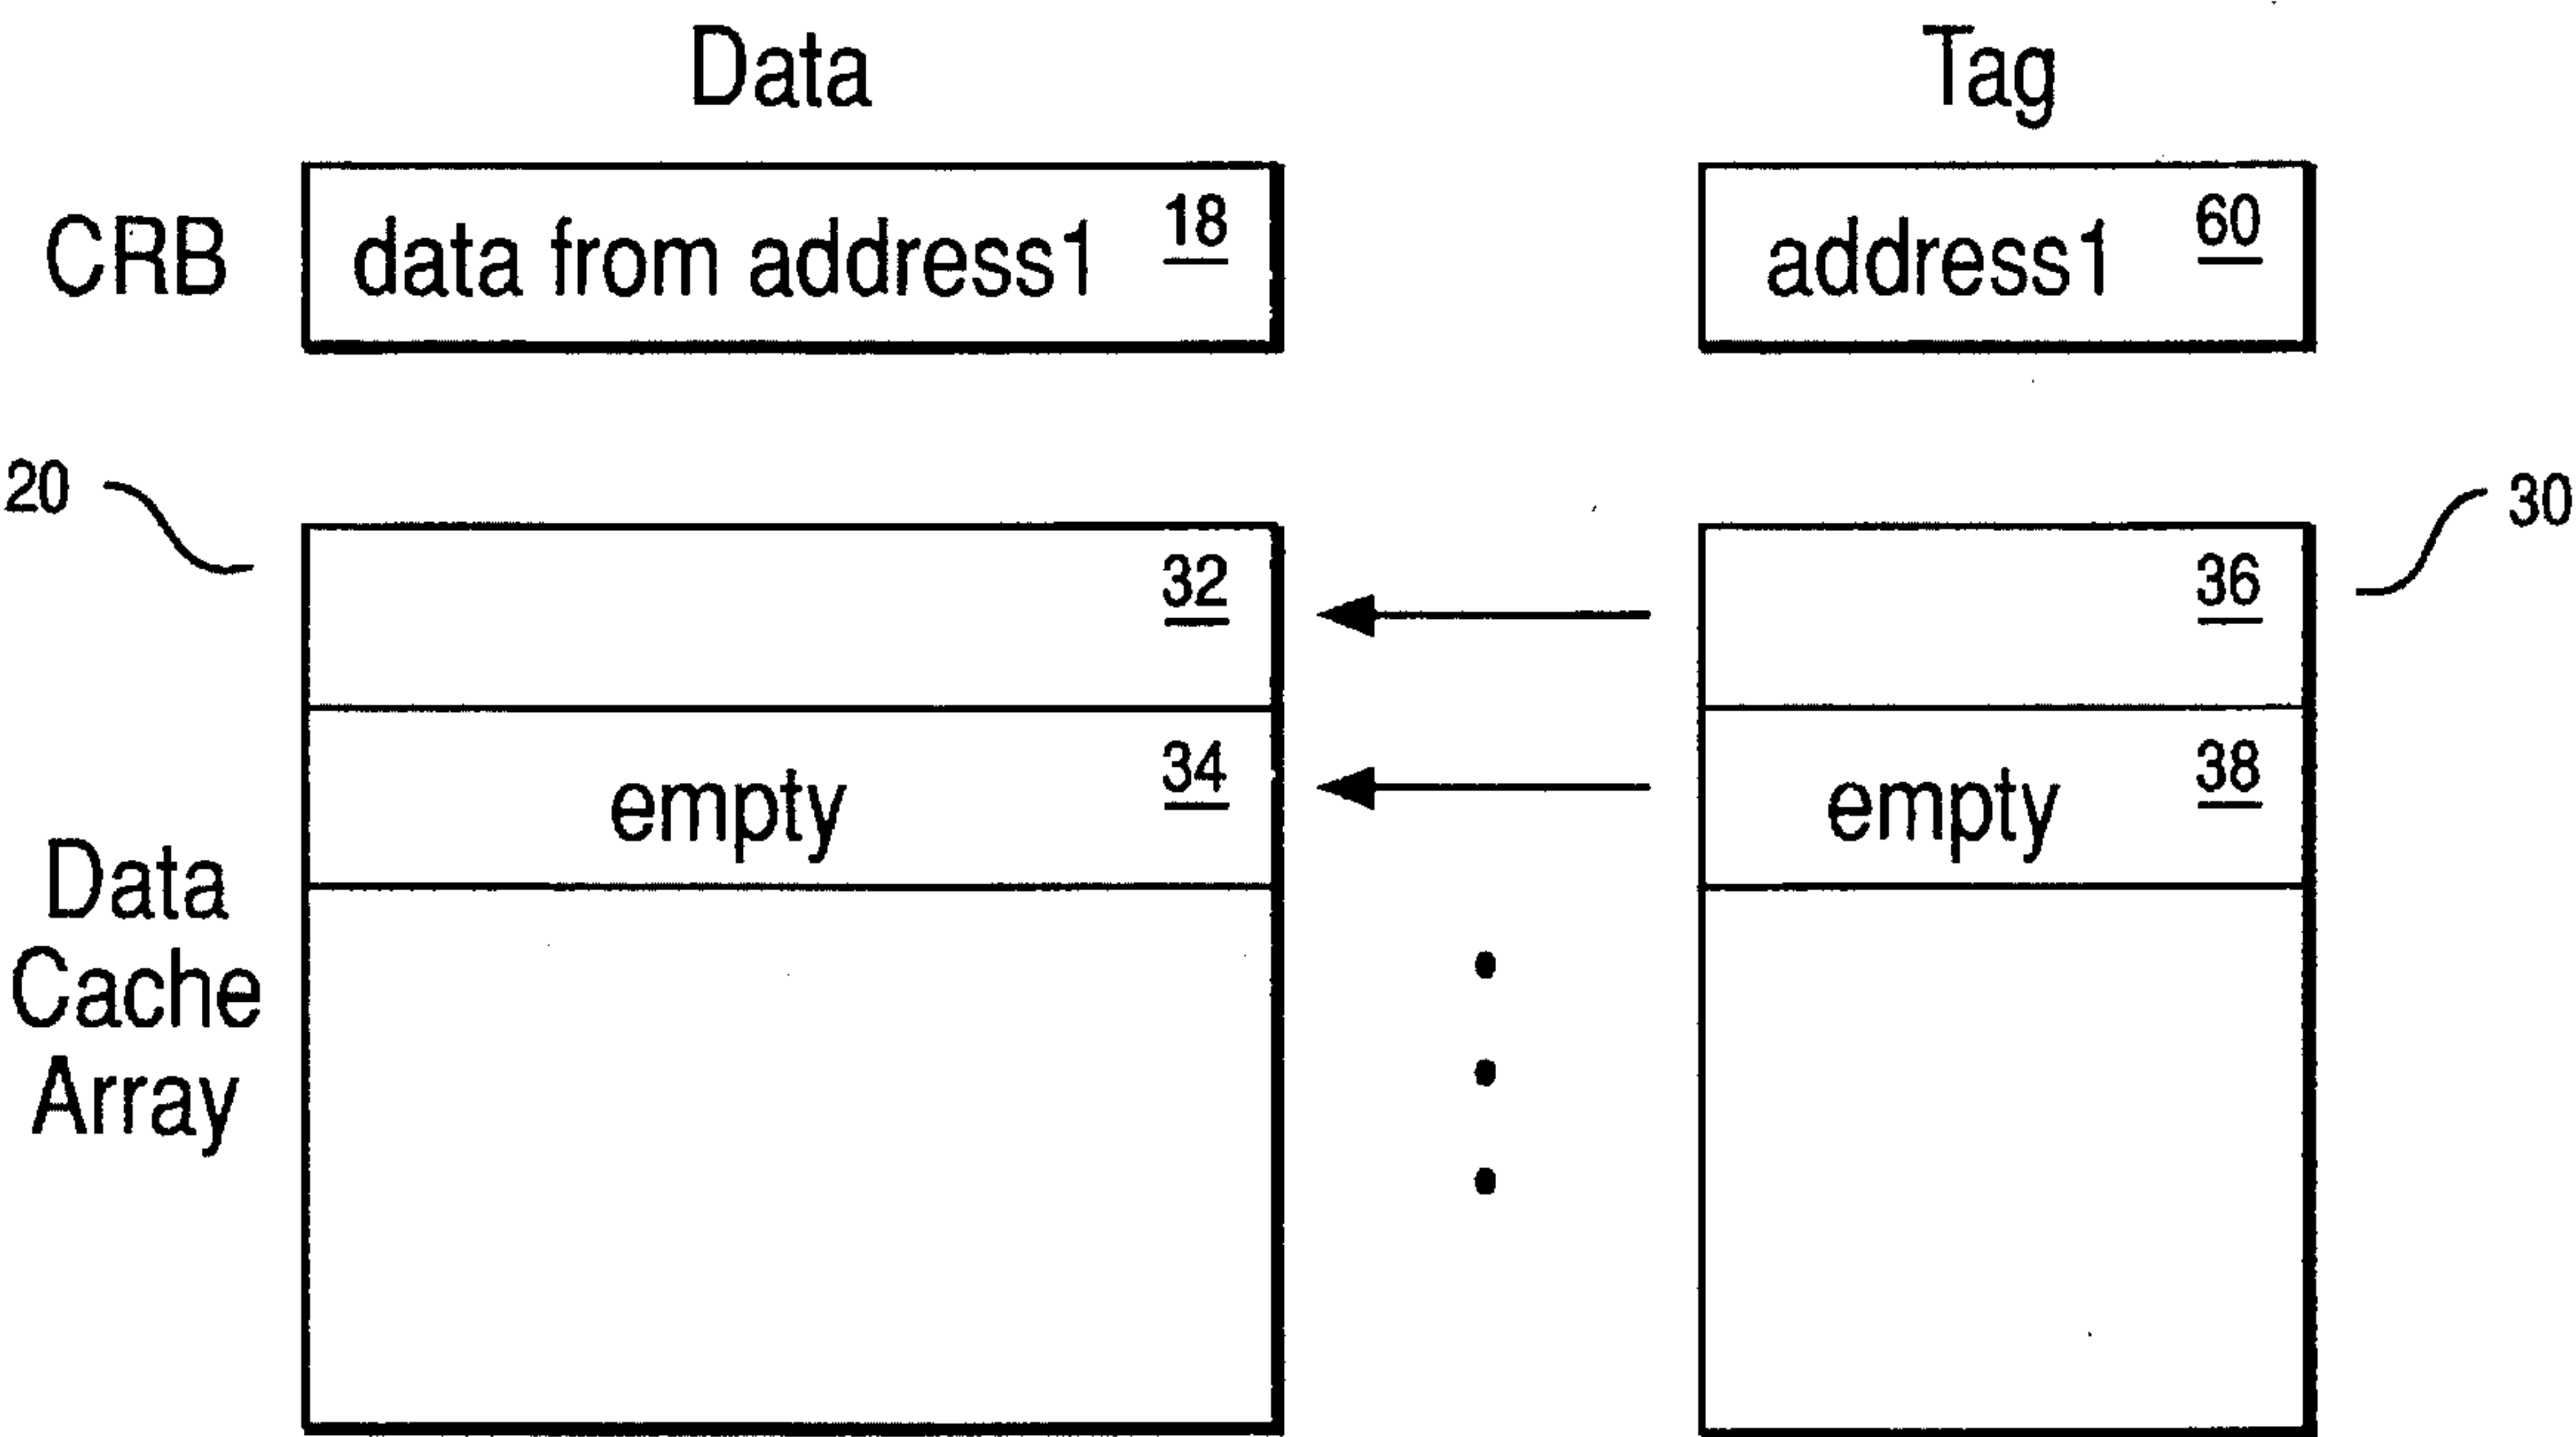 Data Tag
CRB data from address1 18 address1 60
20 30
32 36
empty 34 empty 38
Data
Cache
Array